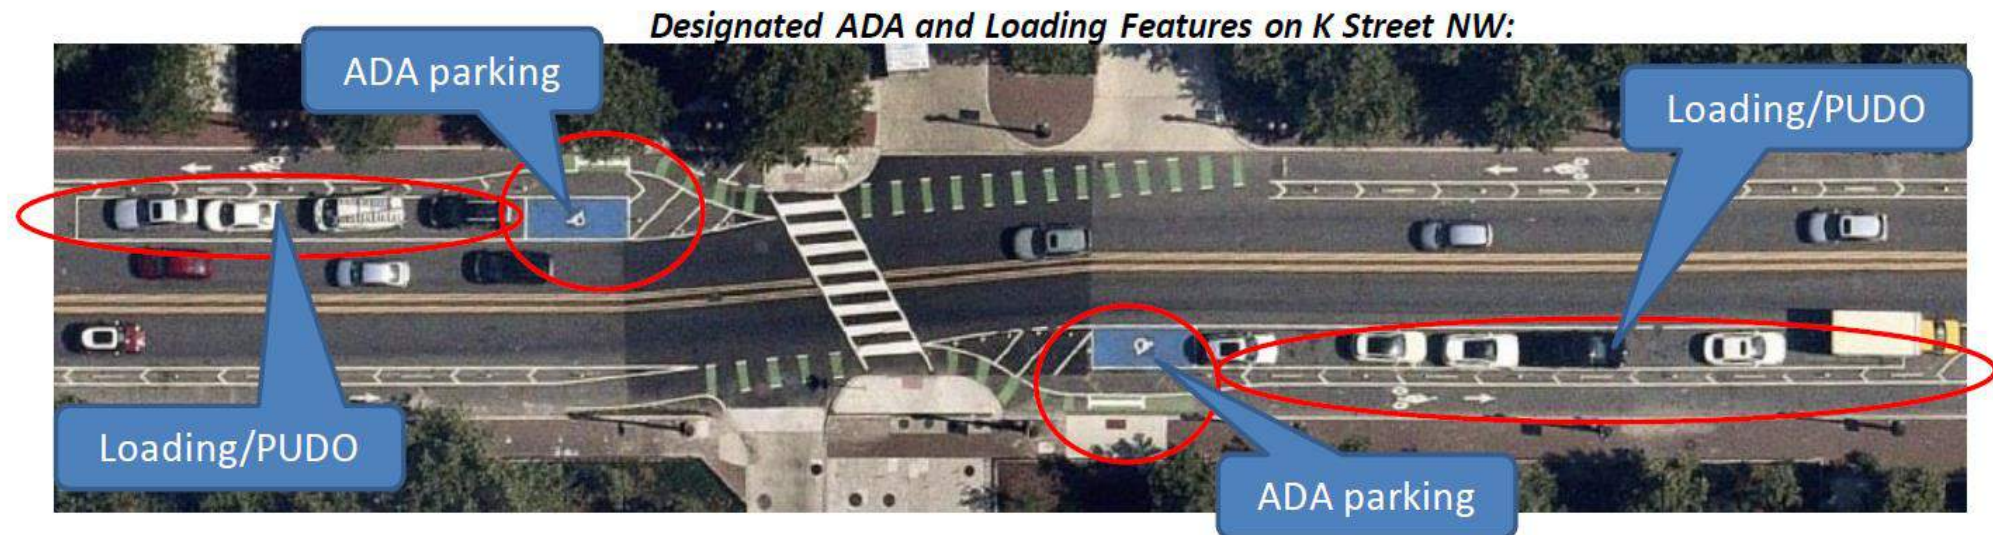 Designated ADA and Loading Features on K Street NW:
ADA parking
Loading/PUDO
Loading/PUDO
ADA parking